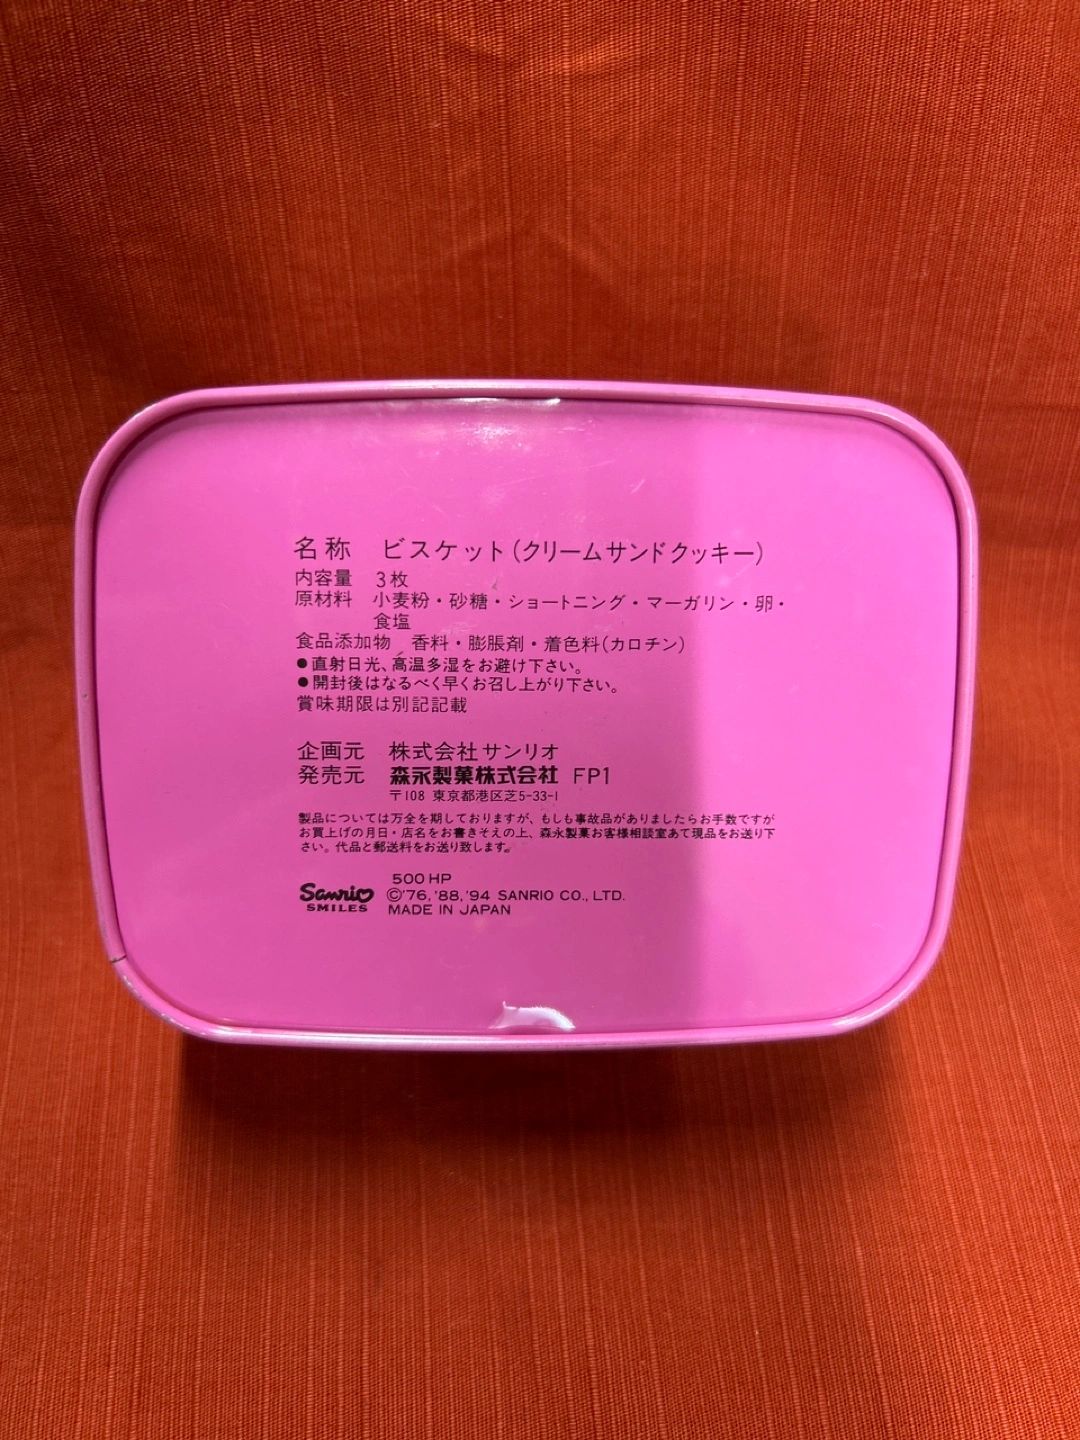 名称 ビスケット(クリームサンドクッキー)
内容量 3枚
原材料 小麦粉・砂糖・ショートニング・マーガリン・卵・
食塩
食品添加物 香料・膨脹剤・着色料(カロチン)
●直射日光、高温多湿をお避け下さい。
●開封後はなるべく早くお召し上がり下さい。
賞味期限は別記記載
企画元 株式会社サンリオ
発売元 森永製菓株式会社 FP1
〒108 東京都港区芝5-33-1
製品については万全を期しておりますが、もしも事故品がありましたらお手数ですが
お買上げの月日・店名をお書きそえの上、森永製菓お客様相談室あて現品をお送り下
さい。代品と郵送料をお送り致します。
500 HP
Sanrio ©'76,'88,'94 SANRIO CO., LTD.
SMILES MADE IN JAPAN